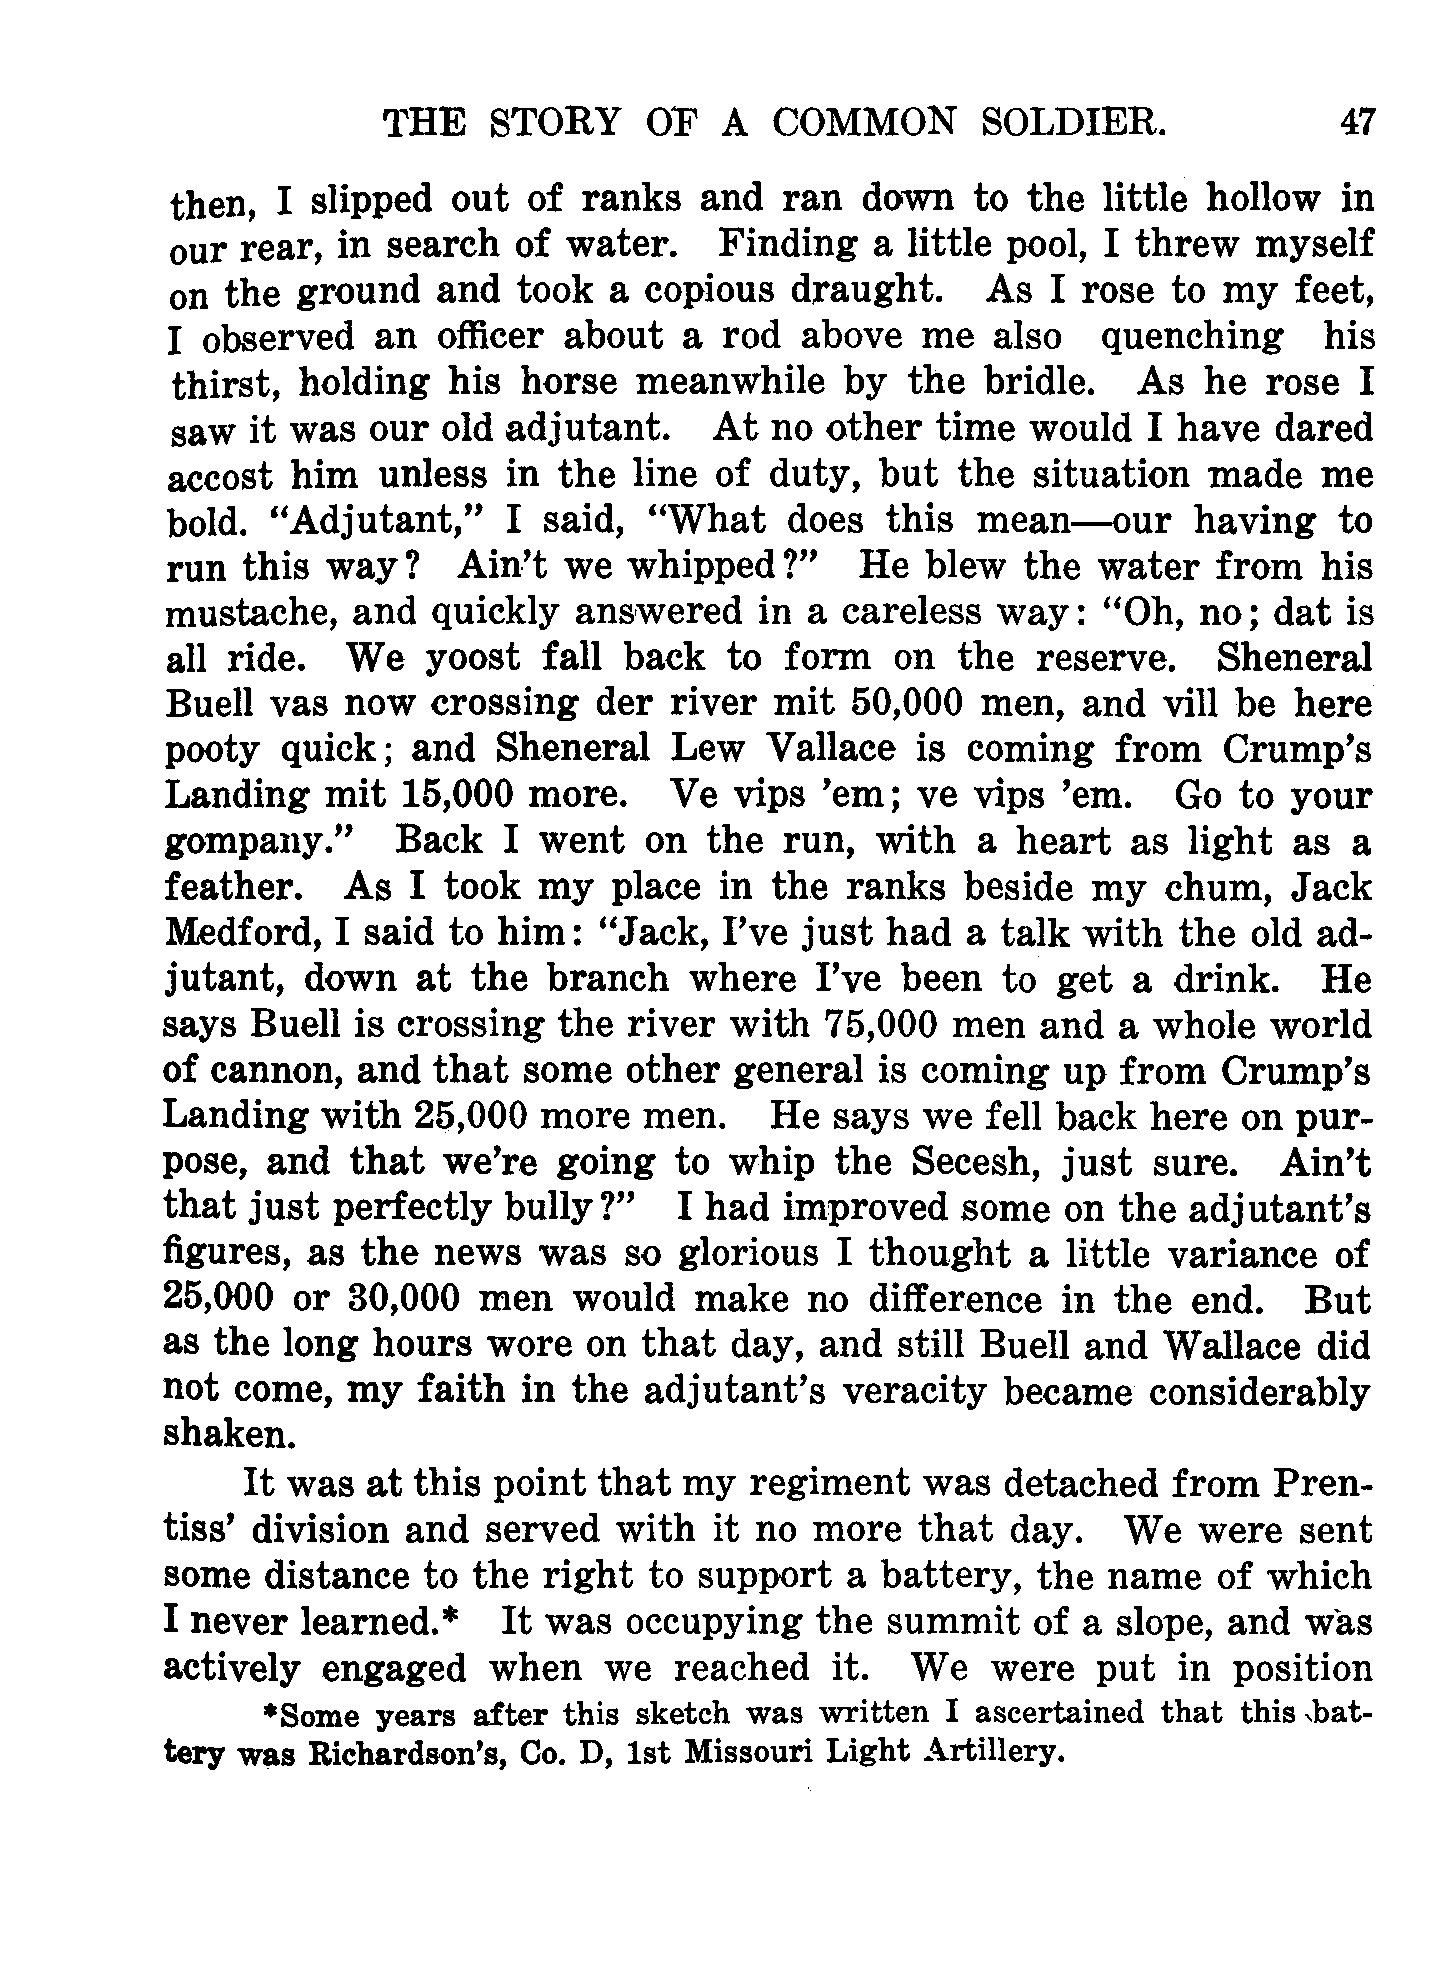 THE STORY OF A COMMON SOLDIER. 47
then, I slipped out of ranks and ran down to the little hollow in
our rear, in search of water. Finding a little pool, I threw myself
on the ground and took a copious draught. As I rose to my feet,
I observed an officer about a rod above me also quenching his
thirst, holding his horse meanwhile by the bridle. As he rose I
saw it was our old adjutant. At no other time would I have dared
accost him unless in the line of duty, but the situation made me
bold. “Adjutant,” I said, “What does this mean—our having to
run this way? Ain't we whipped?” He blew the water from his
mustache, and quickly answered in a careless way: “Oh, no; dat is
all ride. We yoost fall back to form on the reserve. Sheneral
Buell vas now crossing der river mit 50,000 men, and vill be here
pooty quick; and Sheneral Lew Vallace is coming from Crump's
Landing mit 15,000 more. Ve vips 'em; ve vips 'em. Go to your
gompany.” Back I went on the run, with a heart as light as a
feather. As I took my place in the ranks beside my chum, Jack
Medford, I said to him: “Jack, I've just had a talk with the old ad-
jutant, down at the branch where I've been to get a drink. He
says Buell is crossing the river with 75,000 men and a whole world
of cannon, and that some other general is coming up from Crump's
Landing with 25,000 more men. He says we fell back here on pur-
pose, and that we're going to whip the Secesh, just sure. Ain't
that just perfectly bully?” I had improved some on the adjutant's
figures, as the news was so glorious I thought a little variance of
25,000 or 30,000 men would make no difference in the end. But
as the long hours wore on that day, and still Buell and Wallace did
not come, my faith in the adjutant's veracity became considerably
shaken.
It was at this point that my regiment was detached from Pren-
tiss' division and served with it no more that day. We were sent
some distance to the right to support a battery, the name of which
I never learned.* It was occupying the summit of a slope, and was
actively engaged when we reached it. We were put in position
*Some years after this sketch was written I ascertained that this bat-
tery was Richardson's, Co. D, 1st Missouri Light Artillery.